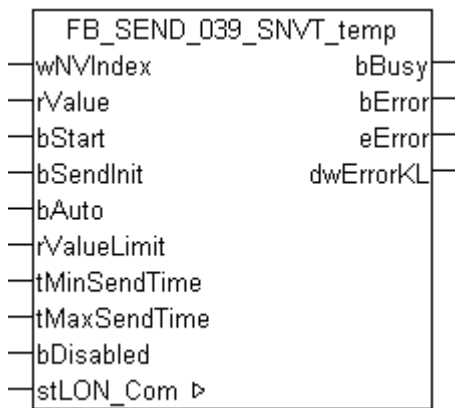 FB_SEND_039_SNVT_temp
wNVIndex bBusy
rValue bError
bStart eError
bSendInit dwErrorKL
bAuto
rValueLimit
tMinSendTime
tMaxSendTime
bDisabled
stLON_Com ▷